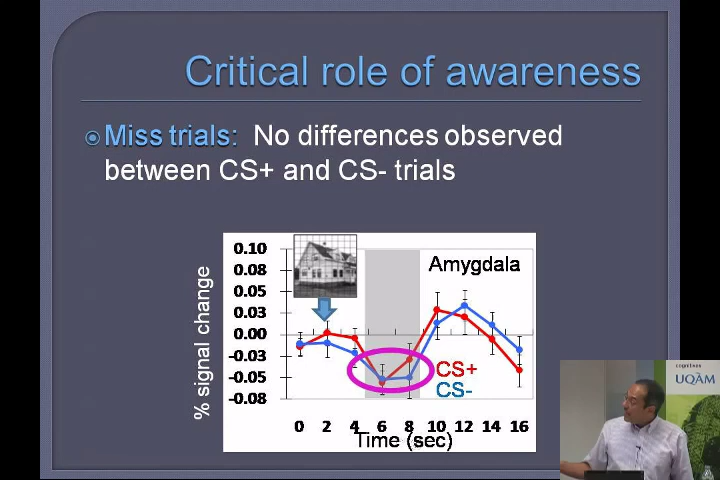 Critical role of awareness
Miss trials: No differences observed
between CS+ and CS- trials
% signal change
0.10
0.08
0.05
0.03
0.00
-0.03
-0.05
-0.08
Amygdala
CS+
CS-
0 2 4 6 8 10 12 14 16
Time (sec)
cognitives
UQÀM